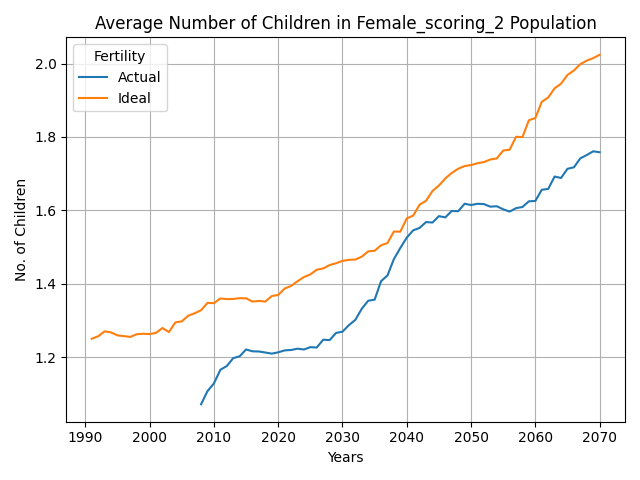 Average Number of Children in Female_scoring_2 Population
Fertility
Actual
Ideal
No. of Children
2.0
1.8
1.6
1.4
1.2
1990 2000 2010 2020 2030 2040 2050 2060 2070
Years